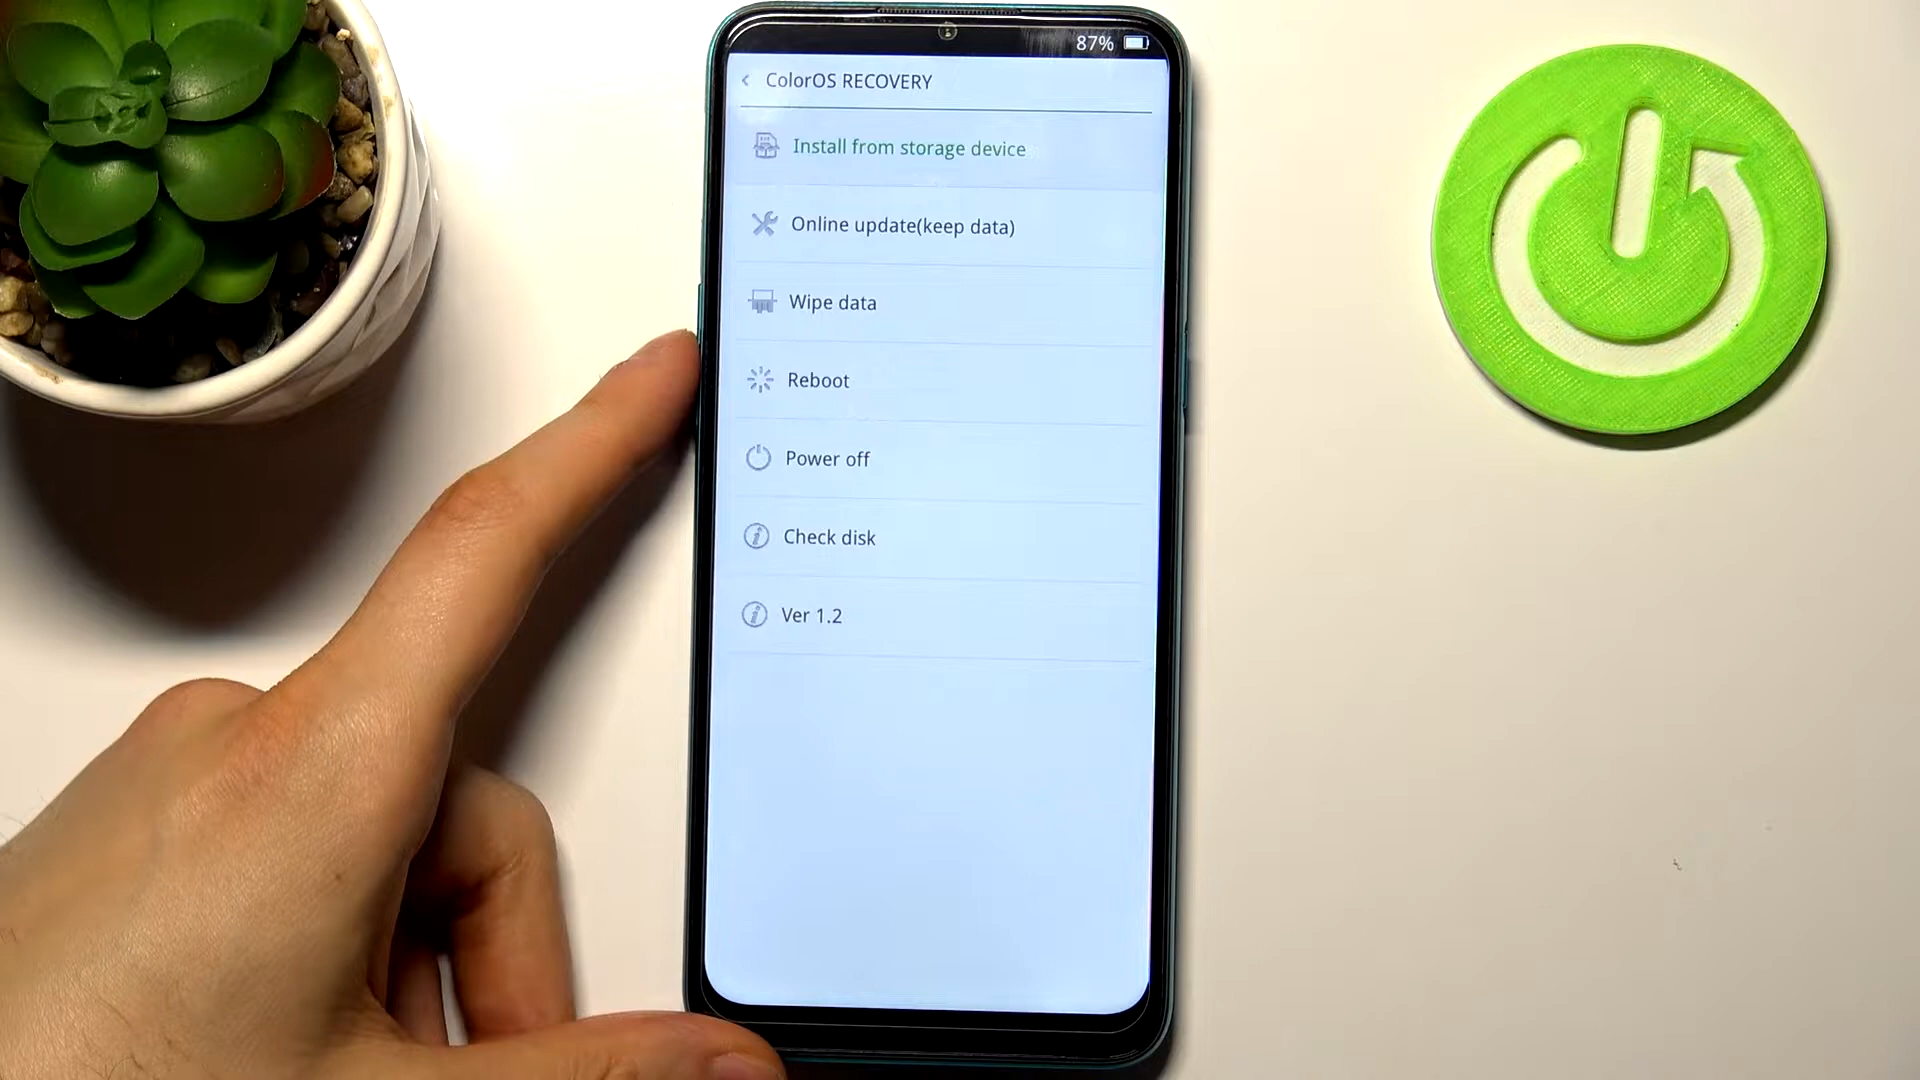 87%
ColorOS RECOVERY
Install from storage device
Online update(keep data)
Wipe data
Reboot
Power off
Check disk
Ver 1.2